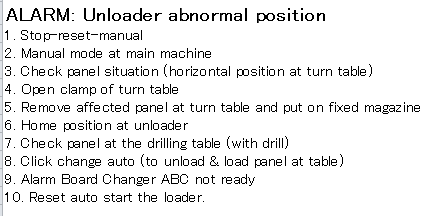 ALARM: Unloader abnormal position
1. Stop-reset-manual
2. Manual mode at main machine
3. Check panel situation (horizontal position at turn table)
4. Open clamp of turn table
5. Remove affected panel at turn table and put on fixed magazine
6. Home position at unloader
7. Check panel at the drilling table (with drill)
8. Click change auto (to unload & load panel at table)
9. Alarm Board Changer ABC not ready
10. Reset auto start the loader.